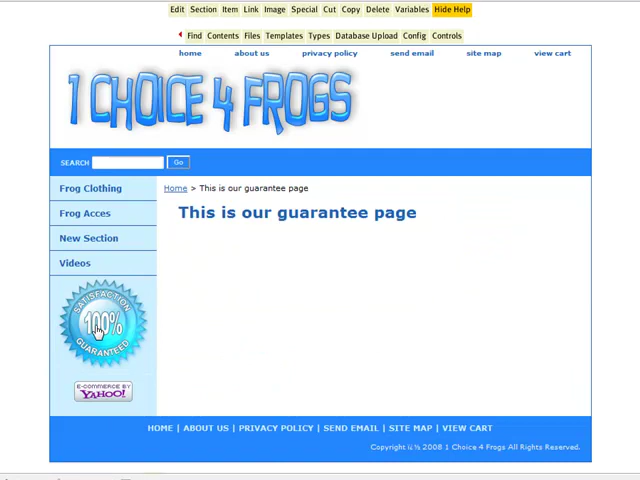 Edit Section Item Link Image Special Cut Copy Delete Variables Hide Help
Find Contents Files Templates Types Database Upload Config Controls
home about us privacy policy send email site map view cart
1 CHOICE 4 FROGS
SEARCH Go
Frog Clothing
Frog Acces
New Section
Videos
Home > This is our guarantee page
This is our guarantee page
SATISFACTION
100%
GUARANTEED
E-COMMERCE BY
YAHOO!
HOME | ABOUT US | PRIVACY POLICY | SEND EMAIL | SITE MAP | VIEW CART
Copyright ï¿½ 2008 1 Choice 4 Frogs All Rights Reserved.